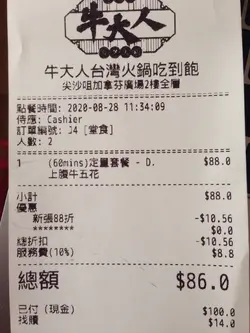 牛大人
牛大人台灣火鍋吃到飽
尖沙咀加拿芬廣場2樓全層
點餐時間: 2020-08-28 11:34:09
侍應: Cashier
訂單編號: J4 [堂食]
人數: 2
1 (60mins)定量套餐 - D. $88.0
上腹牛五花
小計 $88.0
優惠
新張88折 -$10.56
******** -$0.0
總折扣 -$10.56
服務費(10%) $8.8
總額 $86.0
已付 (現金) $100.0
找贖 $14.0